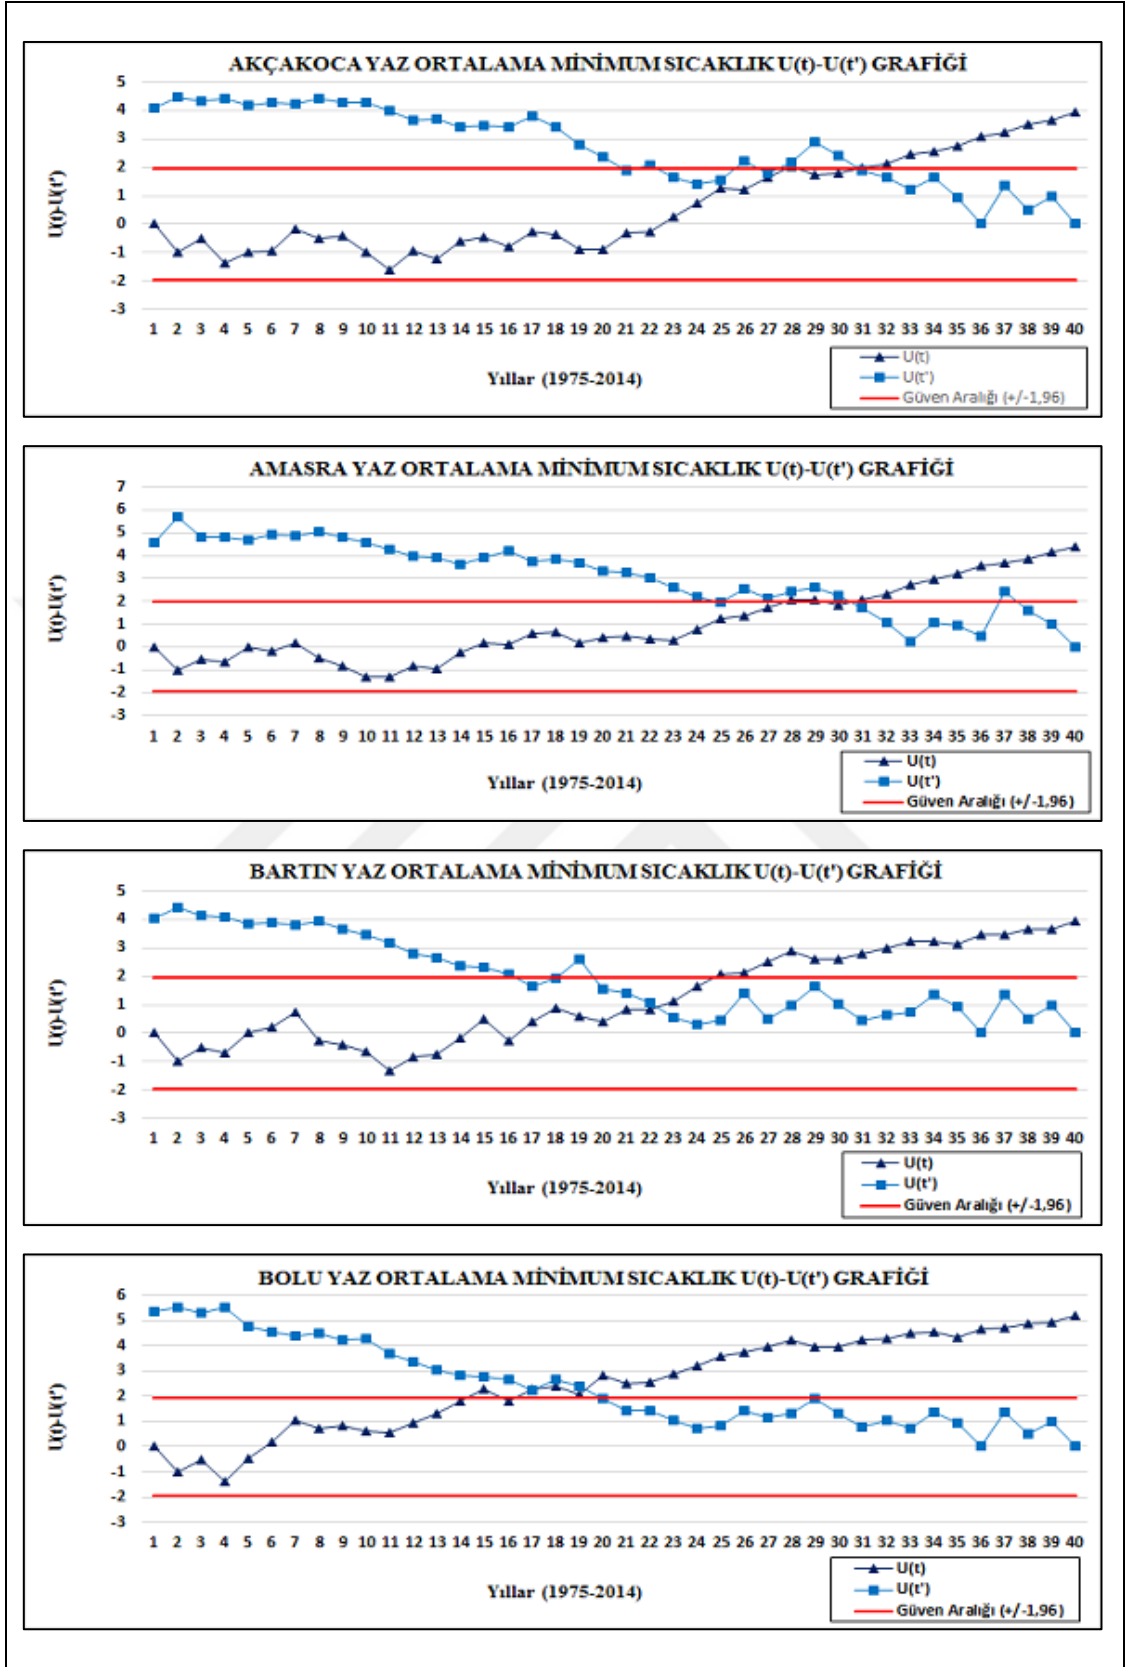 AKÇAKOCA YAZ ORTALAMA MİNİMUM SICAKLIK U(t)-U(t') GRAFİĞİ
5
4
3
2
1
0
-1
-2
-3
U(t)-U(t')
1 2 3 4 5 6 7 8 9 10 11 12 13 14 15 16 17 18 19 20 21 22 23 24 25 26 27 28 29 30 31 32 33 34 35 36 37 38 39 40
Yıllar (1975-2014)
U(t)
U(t')
Güven Aralığı (+/-1,96)
AMASRA YAZ ORTALAMA MİNİMUM SICAKLIK U(t)-U(t') GRAFİĞİ
7
6
5
4
3
2
1
0
-1
-2
-3
U(t)-U(t')
1 2 3 4 5 6 7 8 9 10 11 12 13 14 15 16 17 18 19 20 21 22 23 24 25 26 27 28 29 30 31 32 33 34 35 36 37 38 39 40
Yıllar (1975-2014)
U(t)
U(t')
Güven Aralığı (+/-1,96)
BARTIN YAZ ORTALAMA MİNİMUM SICAKLIK U(t)-U(t') GRAFİĞİ
5
4
3
2
1
0
-1
-2
-3
U(t)-U(t')
1 2 3 4 5 6 7 8 9 10 11 12 13 14 15 16 17 18 19 20 21 22 23 24 25 26 27 28 29 30 31 32 33 34 35 36 37 38 39 40
Yıllar (1975-2014)
U(t)
U(t')
Güven Aralığı (+/-1,96)
BOLU YAZ ORTALAMA MİNİMUM SICAKLIK U(t)-U(t') GRAFİĞİ
6
5
4
3
2
1
0
-1
-2
-3
U(t)-U(t')
1 2 3 4 5 6 7 8 9 10 11 12 13 14 15 16 17 18 19 20 21 22 23 24 25 26 27 28 29 30 31 32 33 34 35 36 37 38 39 40
Yıllar (1975-2014)
U(t)
U(t')
Güven Aralığı (+/-1,96)